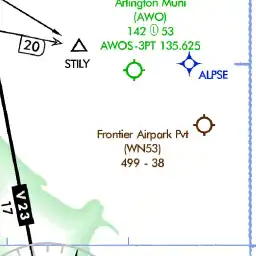 Arlington Muni
(AWO)
142 Ⓛ 53
AWOS-3PT 135.625
20
STILY
ALPSE
Frontier Airpark Pvt
(WN53)
499 - 38
V23
17